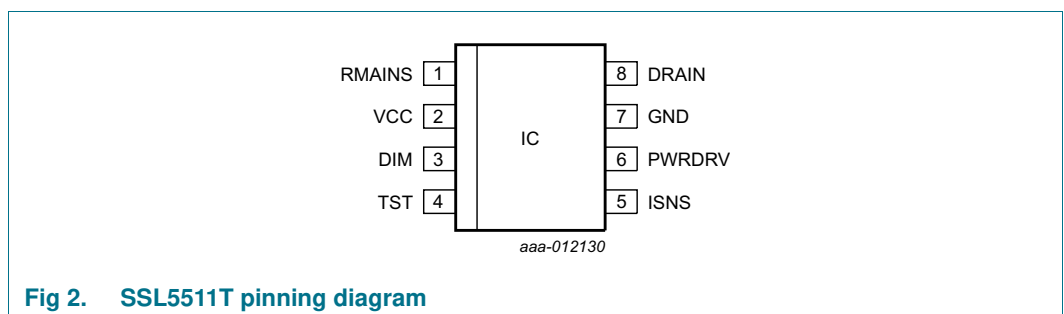 RMAINS 1 8 DRAIN
VCC 2 7 GND
IC
DIM 3 6 PWRDRV
TST 4 5 ISNS
aaa-012130
Fig 2. SSL5511T pinning diagram